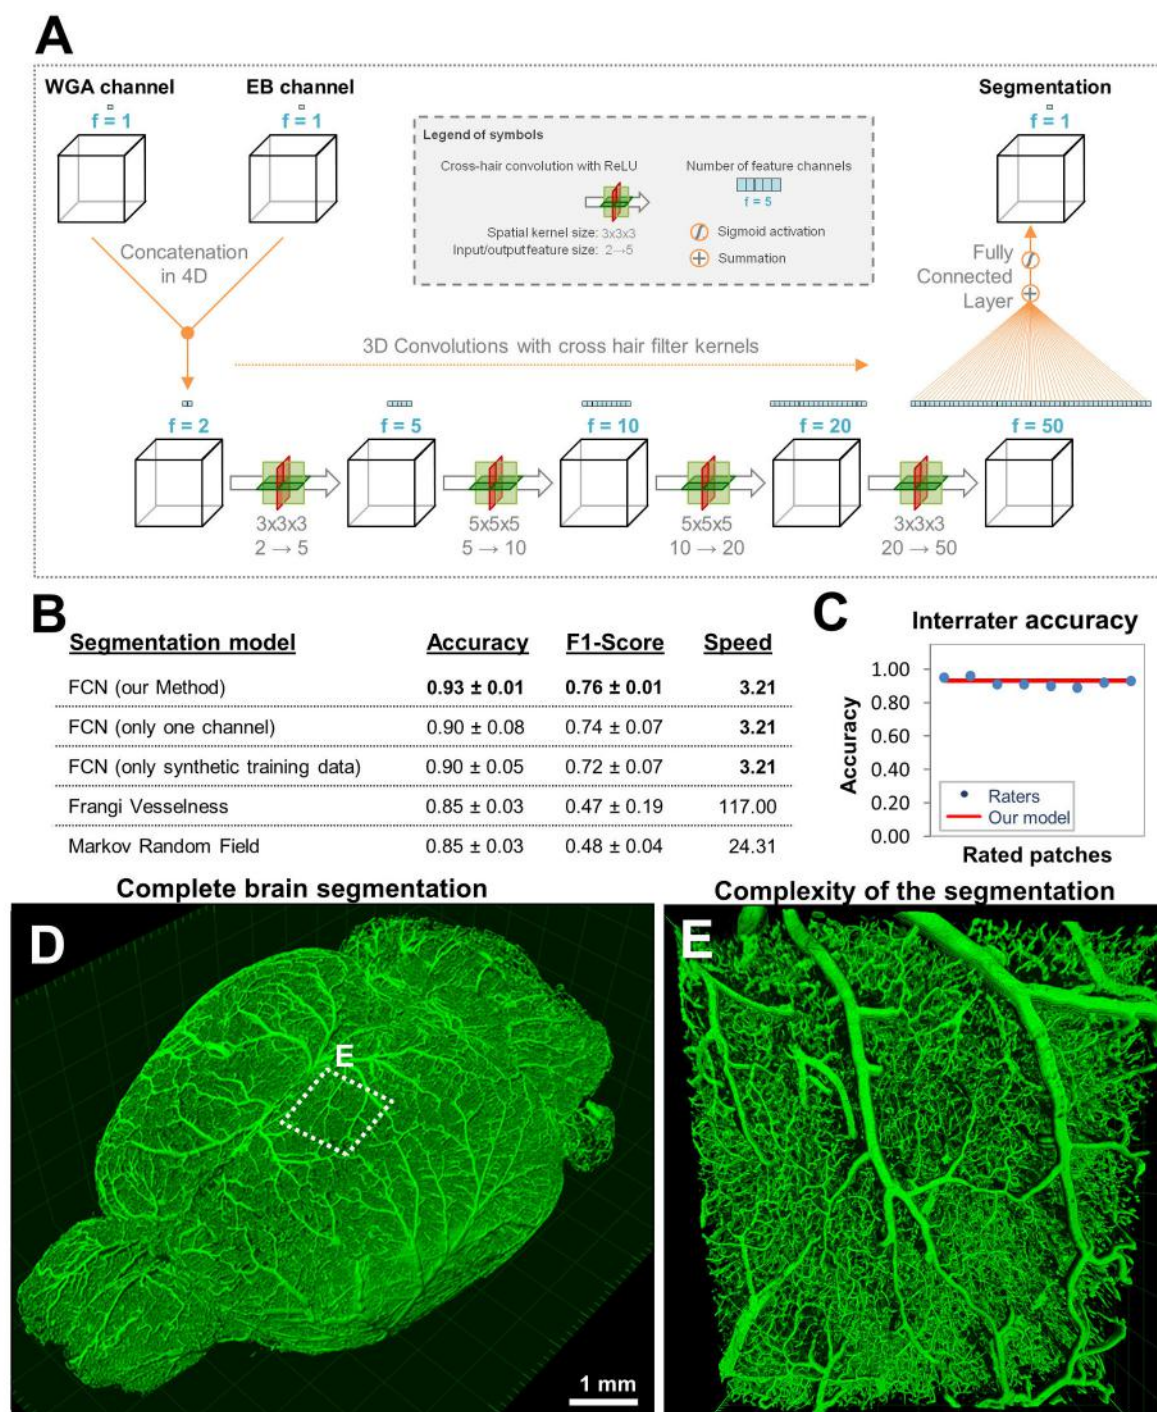 A
WGA channel
EB channel
Segmentation
f = 1
f = 1
f = 1
Legend of symbols
Cross-hair convolution with ReLU
Number of feature channels
f = 5
Spatial kernel size: 3x3x3
Input/output feature size: 2→5
Sigmoid activation
Summation
Concatenation
in 4D
Fully
Connected
Layer
3D Convolutions with cross hair filter kernels
f = 2
f = 5
f = 10
f = 20
f = 50
3x3x3
2 → 5
5x5x5
5 → 10
5x5x5
10 → 20
3x3x3
20 → 50
B
Segmentation model Accuracy F1-Score Speed
FCN (our Method) 0.93 ± 0.01 0.76 ± 0.01 3.21
FCN (only one channel) 0.90 ± 0.08 0.74 ± 0.07 3.21
FCN (only synthetic training data) 0.90 ± 0.05 0.72 ± 0.07 3.21
Frangi Vesselness 0.85 ± 0.03 0.47 ± 0.19 117.00
Markov Random Field 0.85 ± 0.03 0.48 ± 0.04 24.31
C
Interrater accuracy
Accuracy
1.00
0.80
0.60
0.40
0.20
0.00
Raters
Our model
Rated patches
Complete brain segmentation
D
E
1 mm
Complexity of the segmentation
E